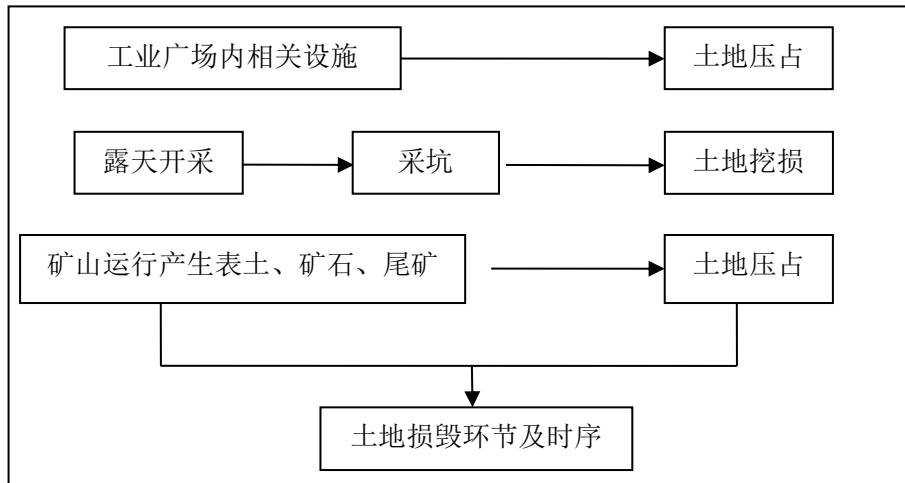 工业广场内相关设施
土地压占
露天开采
采坑
土地挖损
矿山运行产生表土、矿石、尾矿
土地压占
土地损毁环节及时序